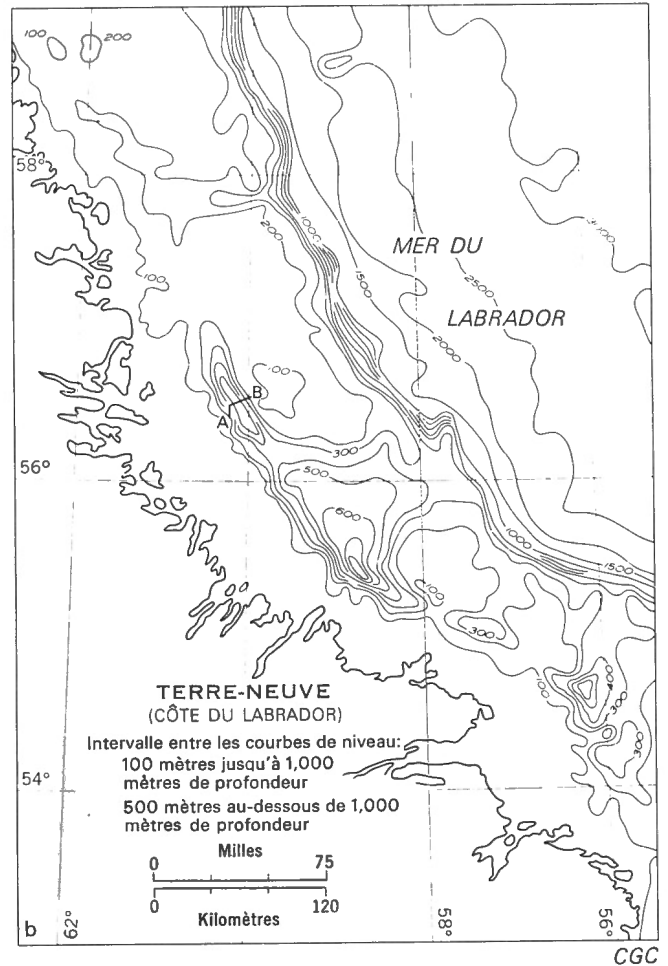 100
200
58°
1000
200
MER DU
100
1500
2500
LABRADOR
2000
B
A
300
56°
500
600
1000
1500
100
300
TERRE-NEUVE
(CÔTE DU LABRADOR)
100
400
300
300
Intervalle entre les courbes de niveau:
100 mètres jusqu'à 1,000
mètres de profondeur
54°
500 mètres au-dessous de 1,000
mètres de profondeur
Milles
0 75
0 120
Kilomètres
b
62°
58°
56°
CGC